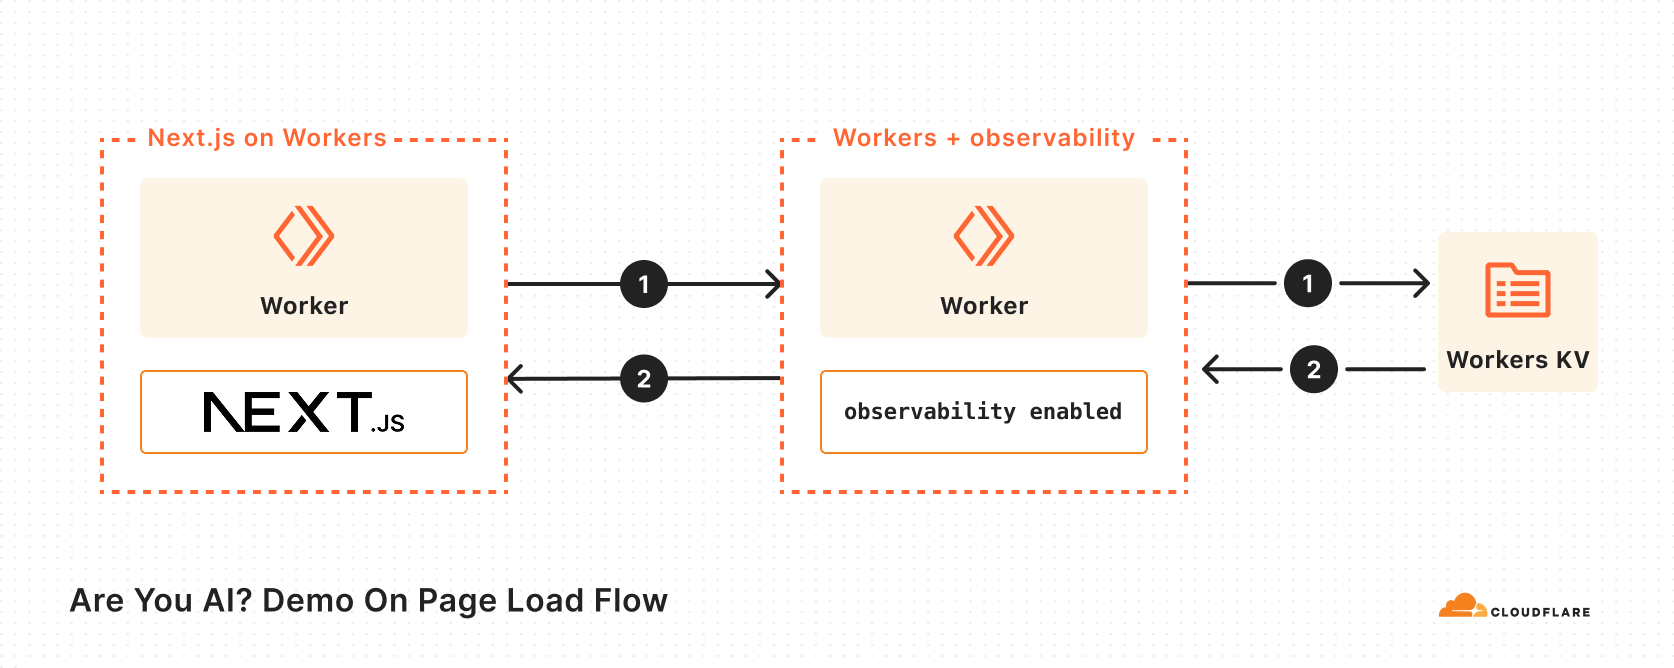 Next.js on Workers
Worker
NEXT.JS
1
2
Workers + observability
Worker
observability enabled
1
2
Workers KV
Are You AI? Demo On Page Load Flow
CLOUDFLARE